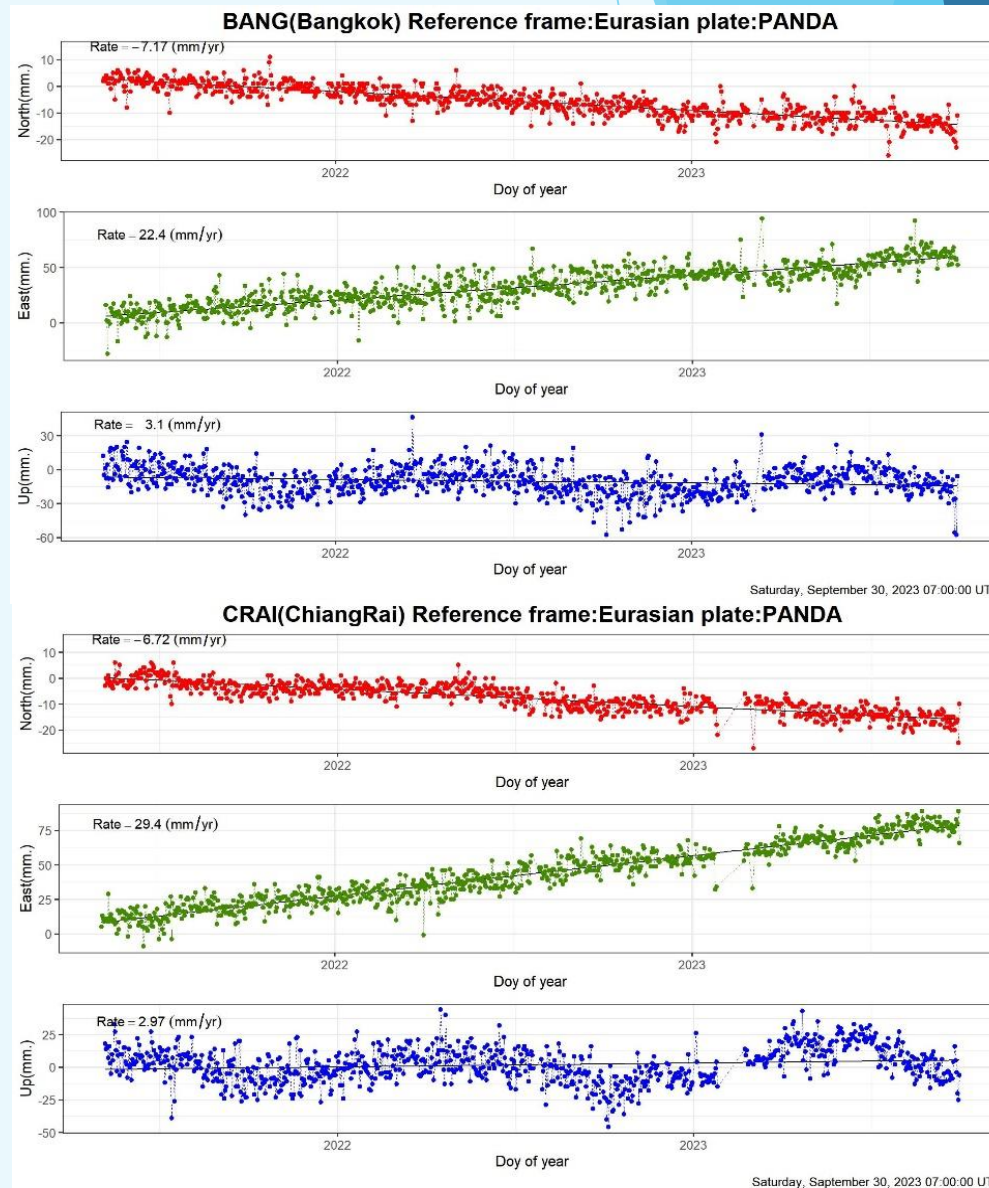 BANG(Bangkok) Reference frame:Eurasian plate:PANDA
Rate = −7.17 (mm/yr)
North(mm.)
10
0
-10
-20
2022
2023
Doy of year
Rate = 22.4 (mm/yr)
East(mm.)
100
50
0
2022
2023
Doy of year
Rate = 3.1 (mm/yr)
Up(mm.)
30
0
-30
-60
2022
2023
Doy of year
Saturday, September 30, 2023 07:00:00 UT
CRAI(ChiangRai) Reference frame:Eurasian plate:PANDA
Rate = −6.72 (mm/yr)
North(mm.)
10
0
-10
-20
2022
2023
Doy of year
Rate = 29.4 (mm/yr)
East(mm.)
75
50
25
0
2022
2023
Doy of year
Rate = 2.97 (mm/yr)
Up(mm.)
25
0
-25
-50
2022
2023
Doy of year
Saturday, September 30, 2023 07:00:00 UT